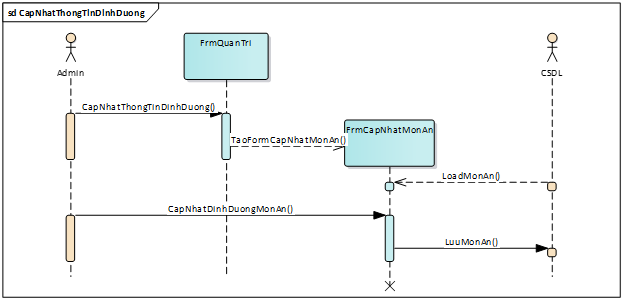 sd CapNhatThongTinDinhDuong
FrmQuanTri
Admin
CSDL
CapNhatThongTinDinhDuong()
FrmCapNhatMonAn
TaoFormCapNhatMonAn()
LoadMonAn()
CapNhatDinhDuongMonAn()
LuuMonAn()